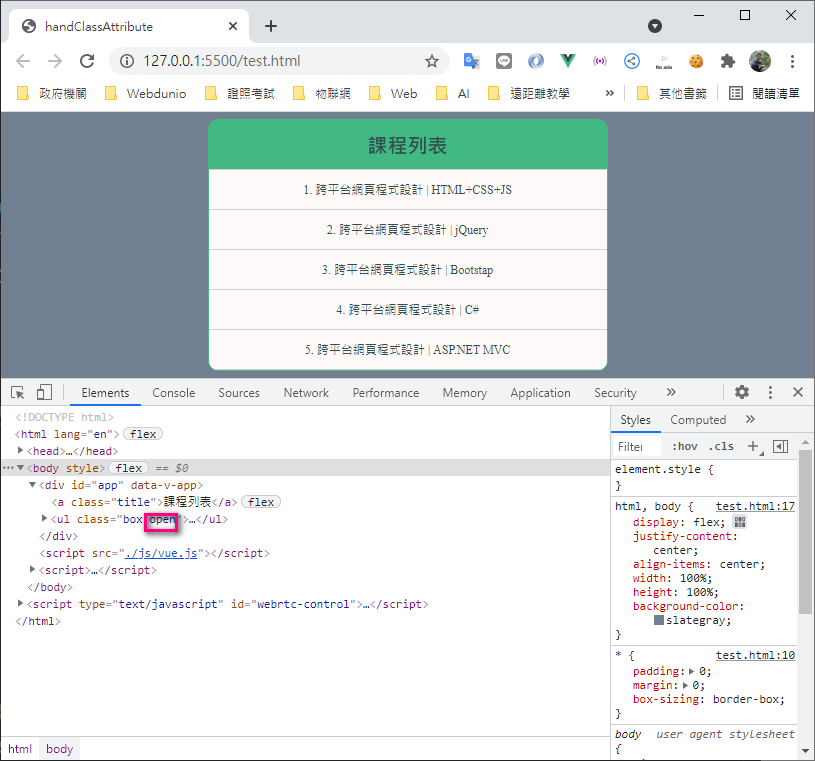 handClassAttribute
127.0.0.1:5500/test.html
政府機關 Webdunio 證照考試 物聯網 Web AI 遠距離教學 » 其他書籤 閱讀清單
課程列表
1. 跨平台網頁程式設計 | HTML+CSS+JS
2. 跨平台網頁程式設計 | jQuery
3. 跨平台網頁程式設計 | Bootstap
4. 跨平台網頁程式設計 | C#
5. 跨平台網頁程式設計 | ASP.NET MVC
Elements Console Sources Network Performance Memory Application Security »
<!DOCTYPE html>
<html lang="en"> flex
<head>…</head>
<body style> flex == $0
<div id="app" data-v-app>
<a class="title">課程列表</a> flex
<ul class="box open">…</ul>
</div>
<script src="./js/vue.js"></script>
<script>…</script>
</body>
<script type="text/javascript" id="webrtc-control">…</script>
</html>
html body
Styles Computed »
Filter :hov .cls +
element.style {
}
html, body { test.html:17
display: flex;
justify-content:
center;
align-items: center;
width: 100%;
height: 100%;
background-color:
slategray;
}
* { test.html:10
padding: 0;
margin: 0;
box-sizing: border-box;
}
body user agent stylesheet
{